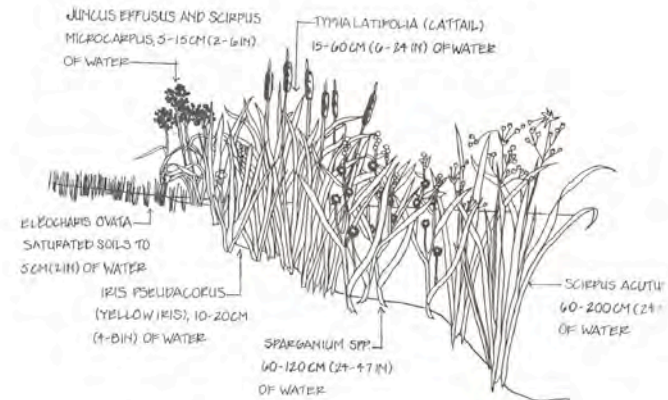 JUNCUS EFFUSUS AND SCIRPUS
MICROCARPUS, 5-15CM (2-6IN)
OF WATER
TYPHA LATIFOLIA (CATTAIL)
15-60CM (6-24 IN) OF WATER
ELEOCHARIS OVATA
SATURATED SOILS TO
5CM (2IN) OF WATER
IRIS PSEUDACORUS
(YELLOW IRIS), 10-20CM
(4-8IN) OF WATER
SPARGANIUM SPP.
60-120CM (24-47 IN)
OF WATER
SCIRPUS ACUTU
60-200CM (24-
OF WATER